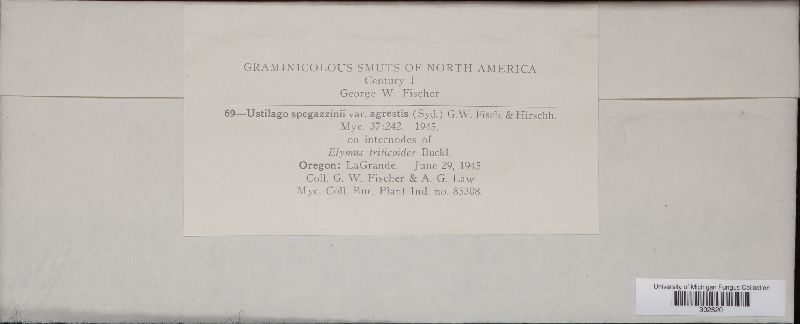 GRAMINICOLOUS SMUTS OF NORTH AMERICA
Century I
George W. Fischer
69—Ustilago spegazzinii var. agrestis (Syd.) G.W. Fisch. & Hirschh.
Myc. 37:242. 1945.
on internodes of
Elymus triticoides Buckl.
Oregon: LaGrande. June 29, 1945
Coll. G. W. Fischer & A. G. Law
Myc. Coll. Bur. Plant Ind. no. 85308.
University of Michigan Fungus Collection
302520